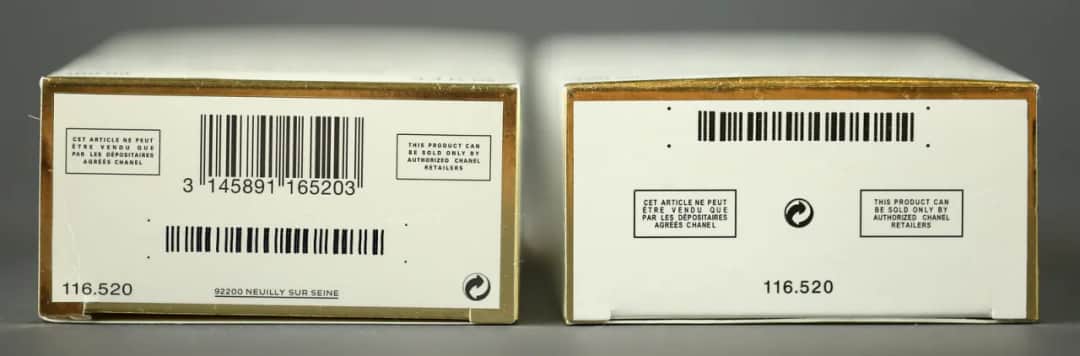 CET ARTICLE NE PEUT
ÊTRE VENDU QUE
PAR LES DÉPOSITAIRES
AGRÉÉS CHANEL
THIS PRODUCT CAN
BE SOLD ONLY BY
AUTHORIZED CHANEL
RETAILERS
3 145891 165203
116.520
92200 NEUILLY SUR SEINE
CET ARTICLE NE PEUT
ÊTRE VENDU QUE
PAR LES DÉPOSITAIRES
AGRÉÉS CHANEL
THIS PRODUCT CAN
BE SOLD ONLY BY
AUTHORIZED CHANEL
RETAILERS
116.520